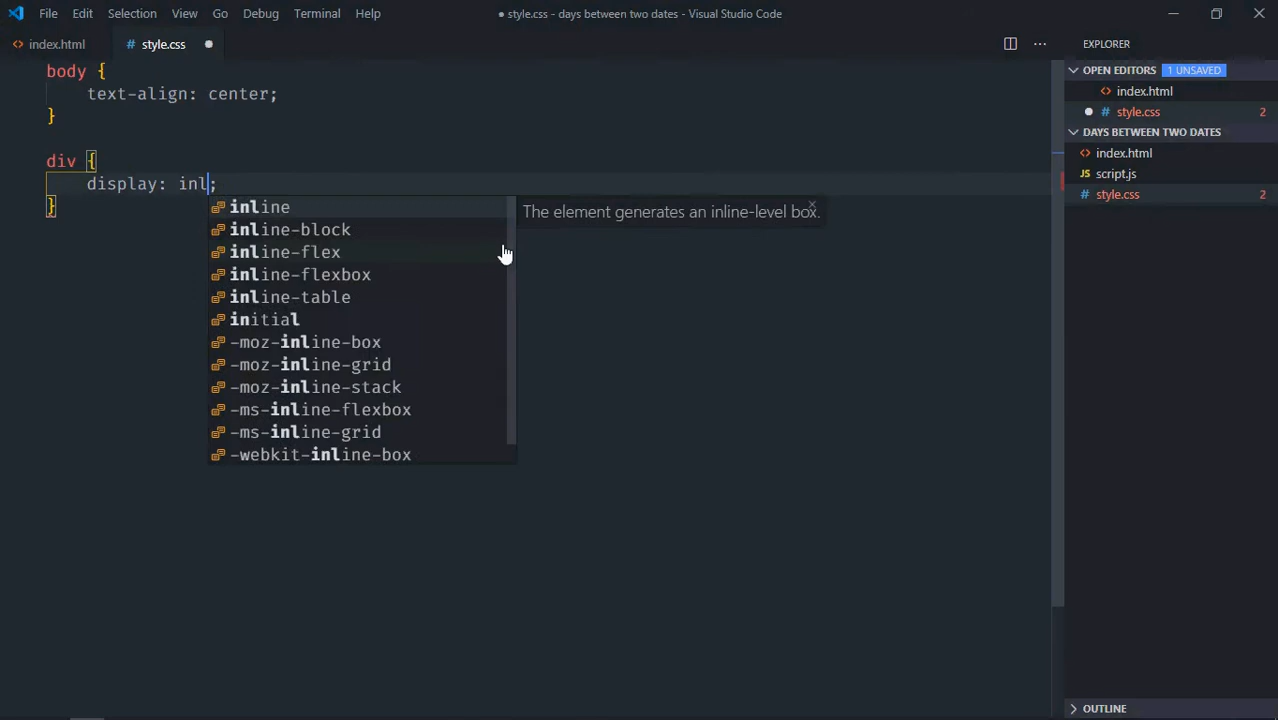 File Edit Selection View Go Debug Terminal Help
● style.css - days between two dates - Visual Studio Code
<> index.html
# style.css ●
body {
text-align: center;
}
div {
display: inl;
}
inline
inline-block
inline-flex
inline-flexbox
inline-table
initial
-moz-inline-box
-moz-inline-grid
-moz-inline-stack
-ms-inline-flexbox
-ms-inline-grid
-webkit-inline-box
The element generates an inline-level box.
EXPLORER
OPEN EDITORS 1 UNSAVED
<> index.html
● # style.css 2
DAYS BETWEEN TWO DATES
<> index.html
JS script.js
# style.css 2
OUTLINE